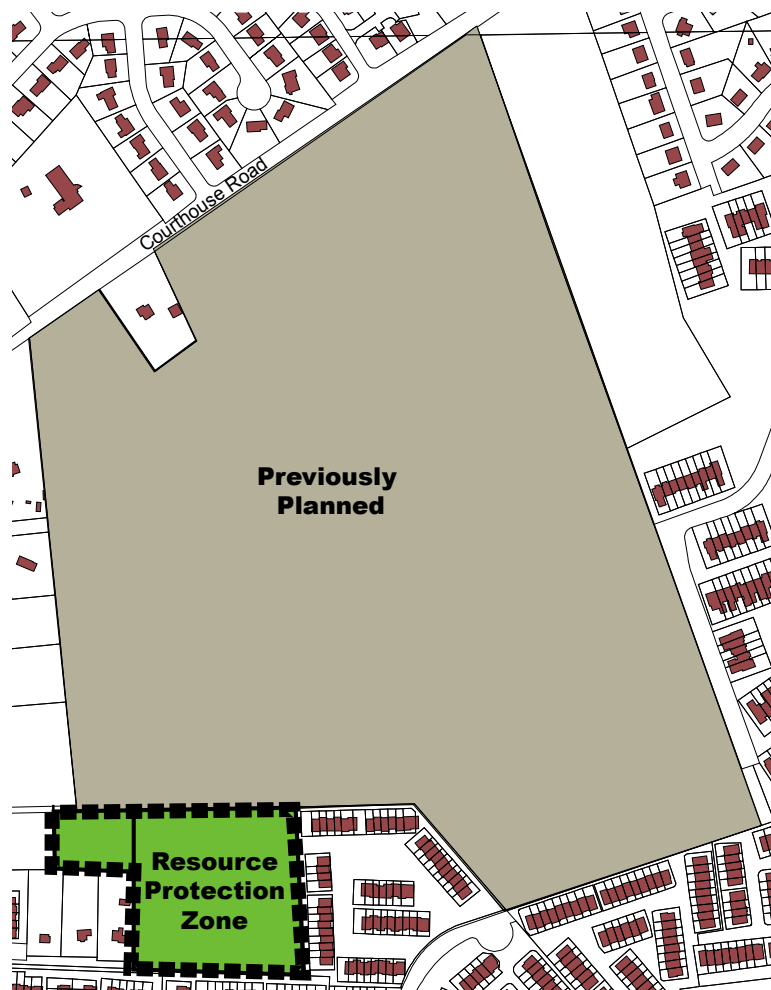 Courthouse Road
Previously
Planned
Resource
Protection
Zone